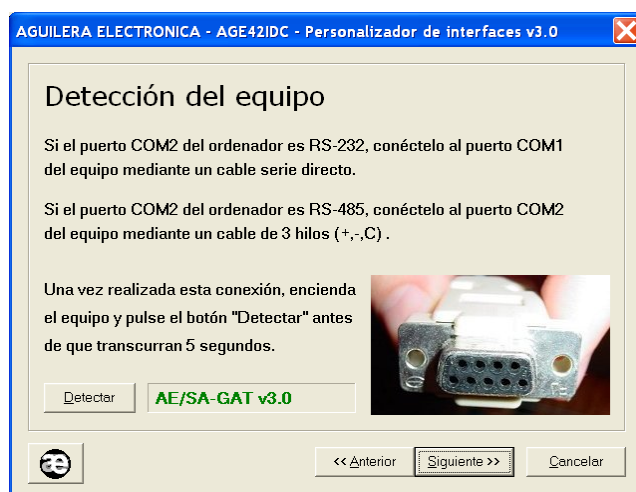 AGUILERA ELECTRONICA - AGE42IDC - Personalizador de interfaces v3.0
Detección del equipo
Si el puerto COM2 del ordenador es RS-232, conéctelo al puerto COM1
del equipo mediante un cable serie directo.
Si el puerto COM2 del ordenador es RS-485, conéctelo al puerto COM2
del equipo mediante un cable de 3 hilos (+,-,C) .
Una vez realizada esta conexión, encienda
el equipo y pulse el botón "Detectar" antes
de que transcurran 5 segundos.
Detectar AE/SA-GAT v3.0
æ << Anterior Siguiente >> Cancelar